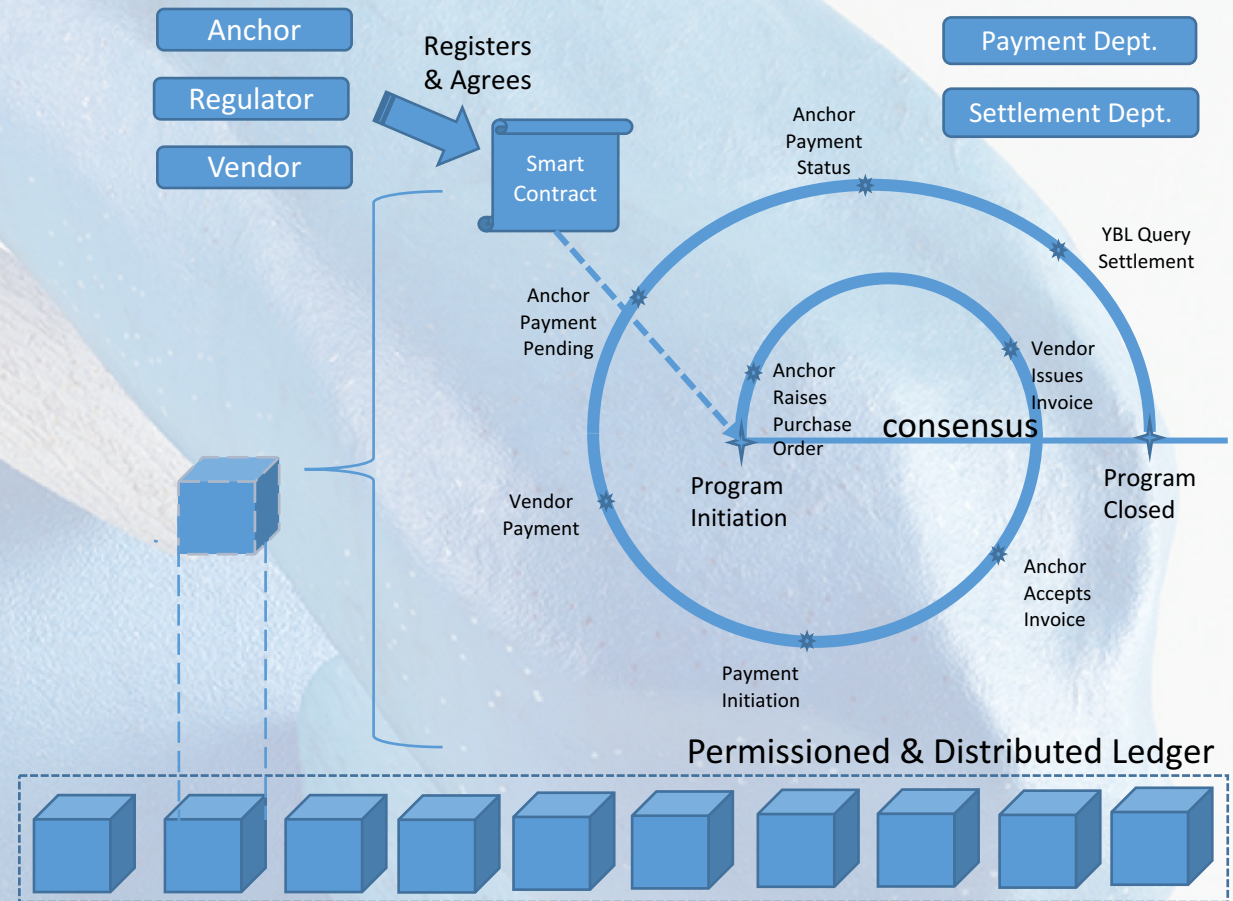 Anchor
Regulator
Vendor
Registers
& Agrees
Payment Dept.
Settlement Dept.
Smart
Contract
Anchor
Payment
Status
YBL Query
Settlement
Anchor
Payment
Pending
Anchor
Raises
Purchase
Order
Vendor
Issues
Invoice
consensus
Program
Initiation
Program
Closed
Vendor
Payment
Anchor
Accepts
Invoice
Payment
Initiation
Permissioned & Distributed Ledger